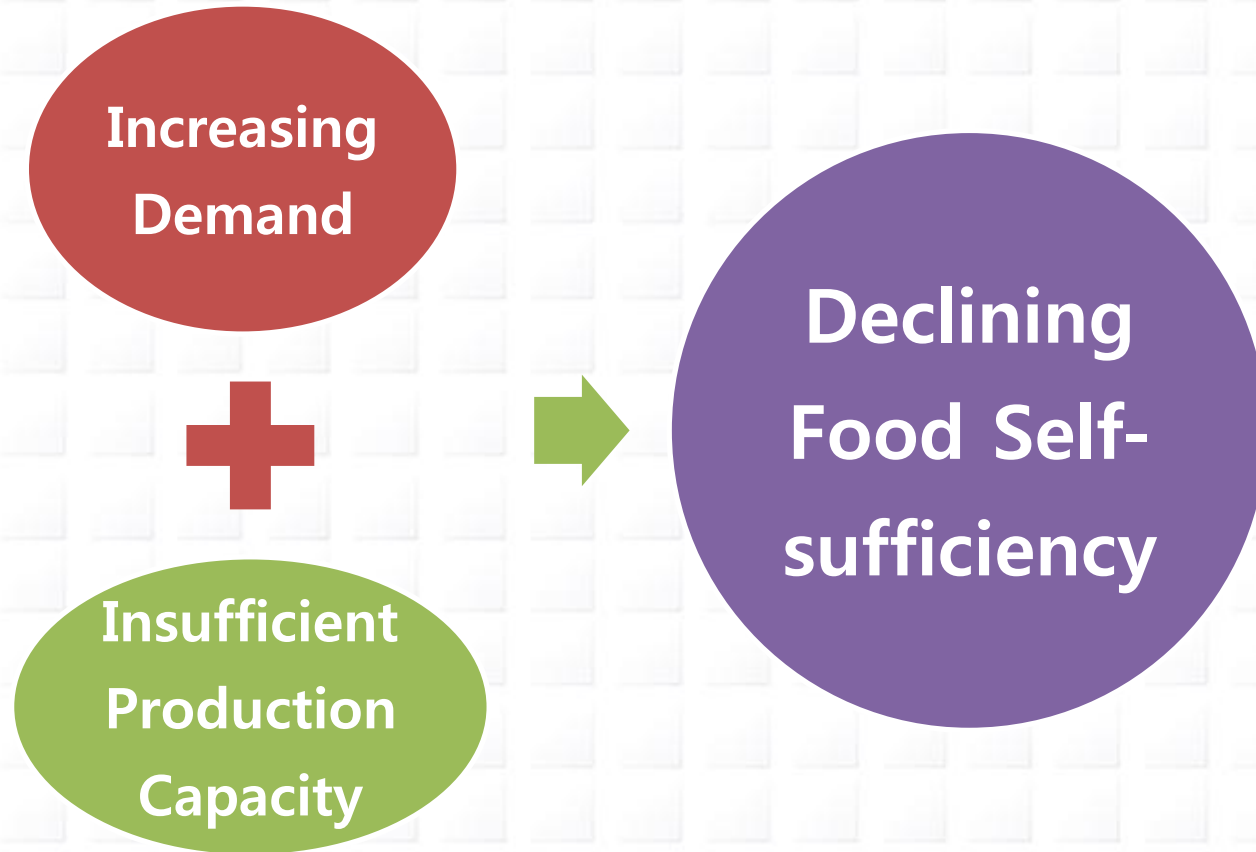 Increasing
Demand
Insufficient
Production
Capacity
Declining
Food Self-
sufficiency